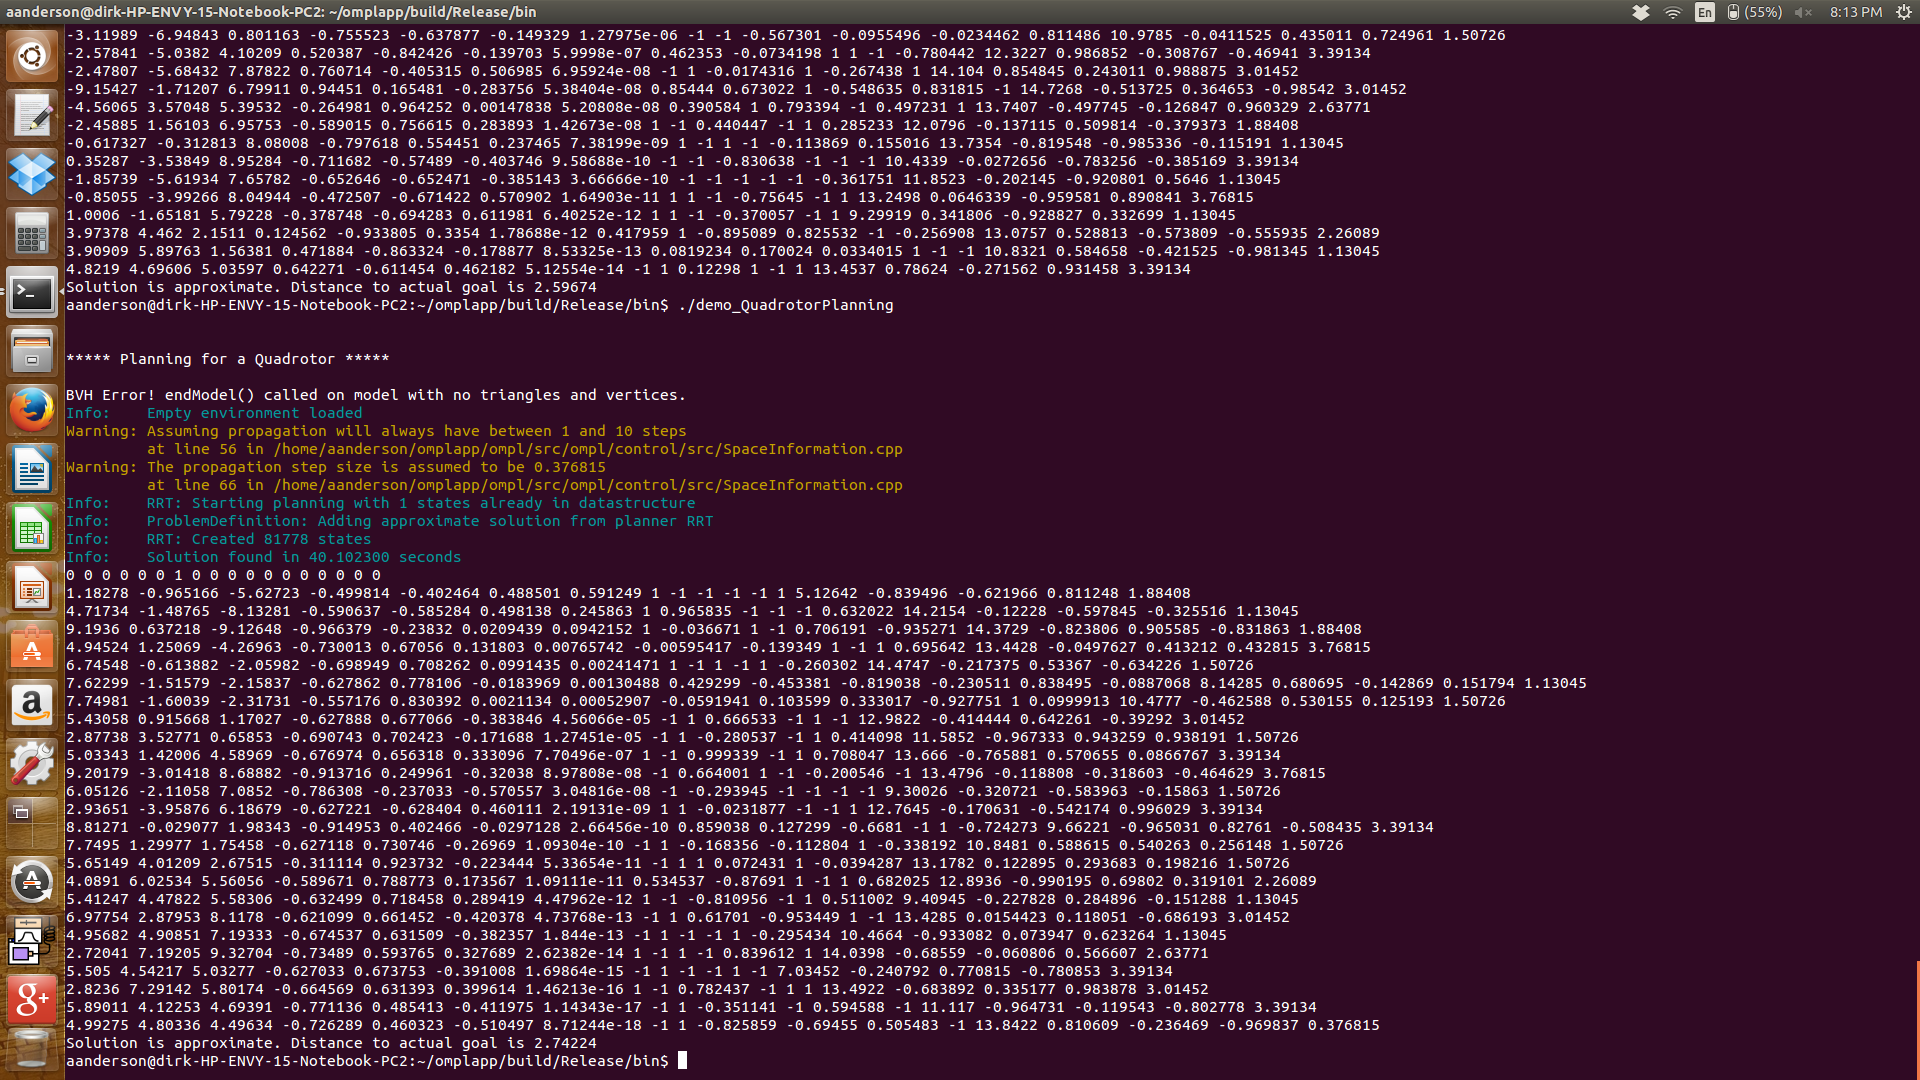 aanderson@dirk-HP-ENVY-15-Notebook-PC2: ~/omplapp/build/Release/bin
En (55%) 8:13 PM
-3.11989 -6.94843 0.801163 -0.755523 -0.637877 -0.149329 1.27975e-06 -1 -1 -0.567301 -0.0955496 -0.0234462 0.811486 10.9785 -0.0411525 0.435011 0.724961 1.50726
-2.57841 -5.0382 4.10209 0.520387 -0.842426 -0.139703 5.9998e-07 0.462353 -0.0734198 1 1 -1 -0.780442 12.3227 0.986852 -0.308767 -0.46941 3.39134
-2.47807 -5.68432 7.87822 0.760714 -0.405315 0.506985 6.95924e-08 -1 1 -0.0174316 1 -0.267438 1 14.104 0.854845 0.243011 0.988875 3.01452
-9.15427 -1.71207 6.79911 0.94451 0.165481 -0.283756 5.38404e-08 0.85444 0.673022 1 -0.548635 0.831815 -1 14.7268 -0.513725 0.364653 -0.98542 3.01452
-4.56065 3.57048 5.39532 -0.264981 0.964252 0.00147838 5.20808e-08 0.390584 1 0.793394 -1 0.497231 1 13.7407 -0.497745 -0.126847 0.960329 2.63771
-2.45885 1.56103 6.95753 -0.589015 0.756615 0.283893 1.42673e-08 1 -1 0.440447 -1 1 0.285233 12.0796 -0.137115 0.509814 -0.379373 1.88408
-0.617327 -0.312813 8.08008 -0.797618 0.554451 0.237465 7.38199e-09 1 -1 1 -1 -0.113869 0.155016 13.7354 -0.819548 -0.985336 -0.115191 1.13045
0.35287 -3.53849 8.95284 -0.711682 -0.57489 -0.403746 9.58688e-10 -1 -1 -0.830638 -1 -1 -1 10.4339 -0.0272656 -0.783256 -0.385169 3.39134
-1.85739 -5.61934 7.65782 -0.652646 -0.652471 -0.385143 3.66666e-10 -1 -1 -1 -1 -1 -0.361751 11.8523 -0.202145 -0.920801 0.5646 1.13045
-0.85055 -3.99266 8.04944 -0.472507 -0.671422 0.570902 1.64903e-11 1 1 -1 -0.75645 -1 1 13.2498 0.0646339 -0.959581 0.890841 3.76815
1.0006 -1.65181 5.79228 -0.378748 -0.694283 0.611981 6.40252e-12 1 1 -1 -0.370057 -1 1 9.29919 0.341806 -0.928827 0.332699 1.13045
3.97378 4.462 2.1511 0.124562 -0.933805 0.3354 1.78688e-12 0.417959 1 -0.895089 0.825532 -1 -0.256908 13.0757 0.528813 -0.573809 -0.555935 2.26089
3.90909 5.89763 1.56381 0.471884 -0.863324 -0.178877 8.53325e-13 0.0819234 0.170024 0.0334015 1 -1 -1 10.8321 0.584658 -0.421525 -0.981345 1.13045
4.8219 4.69606 5.03597 0.642271 -0.611454 0.462182 5.12554e-14 -1 1 0.12298 1 -1 1 13.4537 0.78624 -0.271562 0.931458 3.39134
Solution is approximate. Distance to actual goal is 2.59674
aanderson@dirk-HP-ENVY-15-Notebook-PC2:~/omplapp/build/Release/bin$ ./demo_QuadrotorPlanning
***** Planning for a Quadrotor *****
BVH Error! endModel() called on model with no triangles and vertices.
Info:    Empty environment loaded
Warning: Assuming propagation will always have between 1 and 10 steps
         at line 56 in /home/aanderson/omplapp/ompl/src/ompl/control/src/SpaceInformation.cpp
Warning: The propagation step size is assumed to be 0.376815
         at line 66 in /home/aanderson/omplapp/ompl/src/ompl/control/src/SpaceInformation.cpp
Info:    RRT: Starting planning with 1 states already in datastructure
Info:    ProblemDefinition: Adding approximate solution from planner RRT
Info:    RRT: Created 81778 states
Info:    Solution found in 40.102300 seconds
0 0 0 0 0 0 1 0 0 0 0 0 0 0 0 0 0 0
1.18278 -0.965166 -5.62723 -0.499814 -0.402464 0.488501 0.591249 1 -1 -1 -1 -1 1 5.12642 -0.839496 -0.621966 0.811248 1.88408
4.71734 -1.48765 -8.13281 -0.590637 -0.585284 0.498138 0.245863 1 0.965835 -1 -1 -1 0.632022 14.2154 -0.12228 -0.597845 -0.325516 1.13045
9.1936 0.637218 -9.12648 -0.966379 -0.23832 0.0209439 0.0942152 1 -0.036671 1 -1 0.706191 -0.935271 14.3729 -0.823806 0.905585 -0.831863 1.88408
4.94524 1.25069 -4.26963 -0.730013 0.67056 0.131803 0.00765742 -0.00595417 -0.139349 1 -1 1 0.695642 13.4428 -0.0497627 0.413212 0.432815 3.76815
6.74548 -0.613882 -2.05982 -0.698949 0.708262 0.0991435 0.00241471 1 -1 1 -1 1 -0.260302 14.4747 -0.217375 0.53367 -0.634226 1.50726
7.62299 -1.51579 -2.15837 -0.627862 0.778106 -0.0183969 0.00130488 0.429299 -0.453381 -0.819038 -0.230511 0.838495 -0.0887068 8.14285 0.680695 -0.142869 0.151794 1.13045
7.74981 -1.60039 -2.31731 -0.557176 0.830392 0.0021134 0.00052907 -0.0591941 0.103599 0.333017 -0.927751 1 0.0999913 10.4777 -0.462588 0.530155 0.125193 1.50726
5.43058 0.915668 1.17027 -0.627888 0.677066 -0.383846 4.56066e-05 -1 1 0.666533 -1 1 -1 12.9822 -0.414444 0.642261 -0.39292 3.01452
2.87738 3.52771 0.65853 -0.690743 0.702423 -0.171688 1.27451e-05 -1 1 -0.280537 -1 1 0.414098 11.5852 -0.967333 0.943259 0.938191 1.50726
5.03343 1.42006 4.58969 -0.676974 0.656318 0.333096 7.70496e-07 1 -1 0.999339 -1 1 0.708047 13.666 -0.765881 0.570655 0.0866767 3.39134
9.20179 -3.01418 8.68882 -0.913716 0.249961 -0.32038 8.97808e-08 -1 0.664001 1 -1 -0.200546 -1 13.4796 -0.118808 -0.318603 -0.464629 3.76815
6.05126 -2.11058 7.0852 -0.786308 -0.237033 -0.570557 3.04816e-08 -1 -0.293945 -1 -1 -1 -1 9.30026 -0.320721 -0.583963 -0.15863 1.50726
2.93651 -3.95876 6.18679 -0.627221 -0.628404 0.460111 2.19131e-09 1 1 -0.0231877 -1 -1 1 12.7645 -0.170631 -0.542174 0.996029 3.39134
8.81271 -0.029077 1.98343 -0.914953 0.402466 -0.0297128 2.66456e-10 0.859038 0.127299 -0.6681 -1 1 -0.724273 9.66221 -0.965031 0.82761 -0.508435 3.39134
7.7495 1.29977 1.75458 -0.627118 0.730746 -0.26969 1.09304e-10 -1 1 -0.168356 -0.112804 1 -0.338192 10.8481 0.588615 0.540263 0.256148 1.50726
5.65149 4.01209 2.67515 -0.311114 0.923732 -0.223444 5.33654e-11 -1 1 1 0.072431 1 -0.0394287 13.1782 0.122895 0.293683 0.198216 1.50726
4.0891 6.02534 5.56056 -0.589671 0.788773 0.173567 1.09111e-11 0.534537 -0.87691 1 -1 1 0.682025 12.8936 -0.990195 0.69802 0.319101 2.26089
5.41247 4.47822 5.58306 -0.632499 0.718458 0.289419 4.47962e-12 1 -1 -0.810956 -1 1 0.511002 9.40945 -0.227828 0.284896 -0.151288 1.13045
6.97754 2.87953 8.1178 -0.621099 0.661452 -0.420378 4.73768e-13 -1 1 0.61701 -0.953449 1 -1 13.4285 0.0154423 0.118051 -0.686193 3.01452
4.95682 4.90851 7.19333 -0.674537 0.631509 -0.382357 1.844e-13 -1 1 -1 -1 1 -0.295434 10.4664 -0.933082 0.073947 0.623264 1.13045
2.72041 7.19205 9.32704 -0.73489 0.593765 0.327689 2.62382e-14 1 -1 1 -1 0.839612 1 14.0398 -0.68559 -0.060806 0.566607 2.63771
5.505 4.54217 5.03277 -0.627033 0.673753 -0.391008 1.69864e-15 -1 1 -1 -1 1 -1 7.03452 -0.240792 0.770815 -0.780853 3.39134
2.8236 7.29142 5.80174 -0.664569 0.631393 0.399614 1.46213e-16 1 -1 0.782437 -1 1 1 13.4922 -0.683892 0.335177 0.983878 3.01452
5.89011 4.12253 4.69391 -0.771136 0.485413 -0.411975 1.14343e-17 -1 1 -0.351141 -1 0.594588 -1 11.117 -0.964731 -0.119543 -0.802778 3.39134
4.99275 4.80336 4.49634 -0.726289 0.460323 -0.510497 8.71244e-18 -1 1 -0.825859 -0.69455 0.505483 -1 13.8422 0.810609 -0.236469 -0.969837 0.376815
Solution is approximate. Distance to actual goal is 2.74224
aanderson@dirk-HP-ENVY-15-Notebook-PC2:~/omplapp/build/Release/bin$